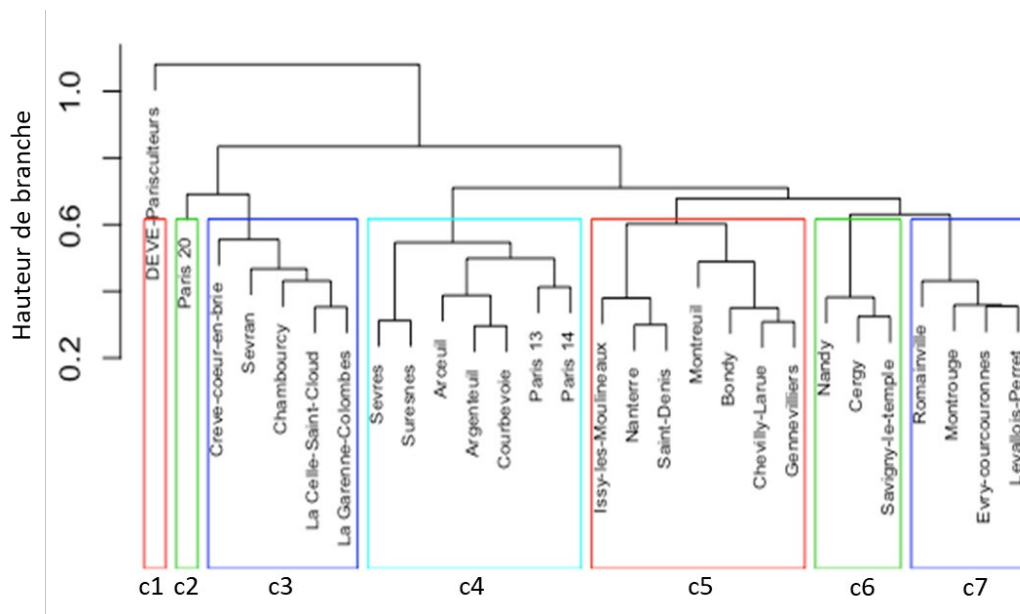 Hauteur de branche
1.0
0.6
0.2
DEVE-Parisculteurs
Paris 20
Creve-coeur-en-brie
Sevran
Chambourcy
La Celle-Saint-Cloud
La Garenne-Colombes
Sevres
Suresnes
Arceuil
Argenteuil
Courbevoie
Paris 13
Paris 14
Issy-les-Moulineaux
Nanterre
Saint-Denis
Montreuil
Bondy
Chevilly-Larue
Gennevilliers
Nandy
Cergy
Savigny-le-temple
Romainville
Montrouge
Evry-courcouronnes
Levallois-Perret
c1 c2 c3 c4 c5 c6 c7